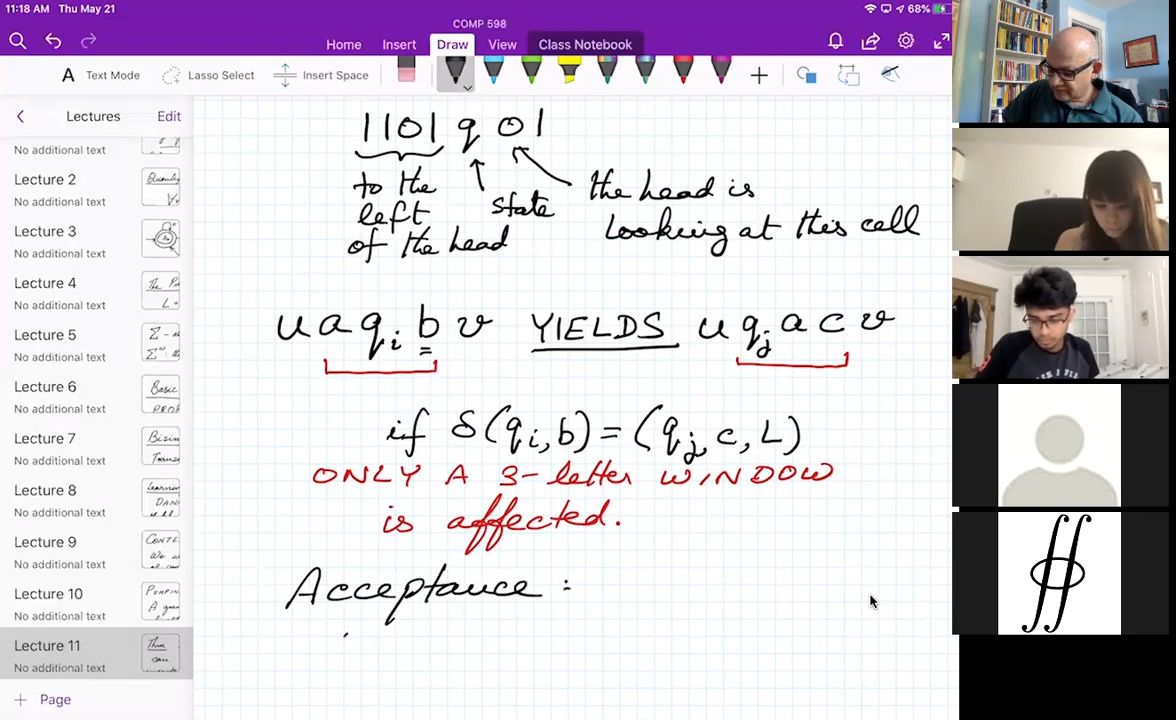 11:18 AM Thu May 21
68%
COMP 598
Home Insert Draw View Class Notebook
A Text Mode Lasso Select Insert Space
Lectures Edit
No additional text
Lecture 2
No additional text
Lecture 3
No additional text
Lecture 4
No additional text
Lecture 5
No additional text
Lecture 6
No additional text
Lecture 7
No additional text
Lecture 8
No additional text
Lecture 9
No additional text
Lecture 10
No additional text
Lecture 11
No additional text
+ Page
1101 q 01
to the left of the head
state
the head is
looking at this cell
u a qi b v YIELDS u qj a c v
if δ(qi, b) = (qj, c, L)
ONLY A 3-letter WINDOW
is affected.
Acceptance :